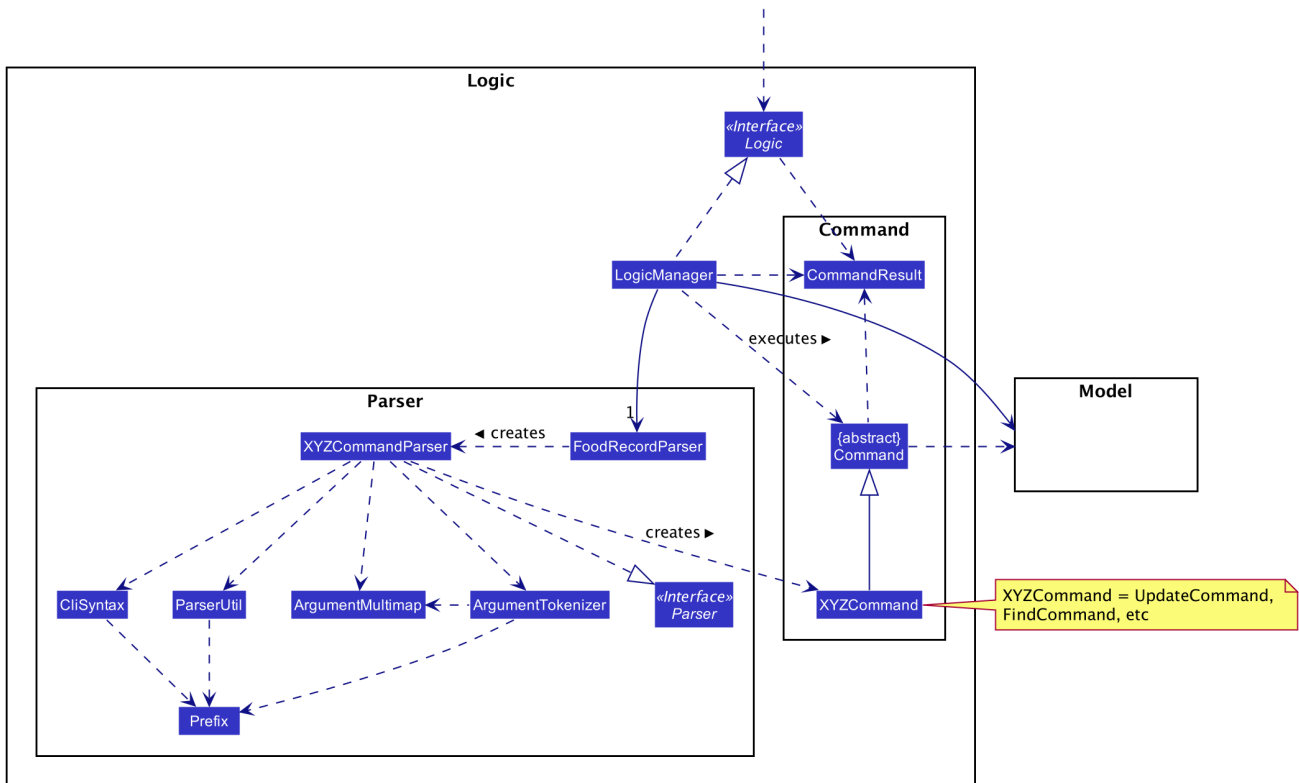 Logic
«Interface»
Logic
Command
LogicManager
CommandResult
executes ►
Model
Parser
1
XYZCommandParser
◄ creates
FoodRecordParser
{abstract}
Command
creates ►
CliSyntax
ParserUtil
ArgumentMultimap
ArgumentTokenizer
«Interface»
Parser
XYZCommand
XYZCommand = UpdateCommand,
FindCommand, etc
Prefix